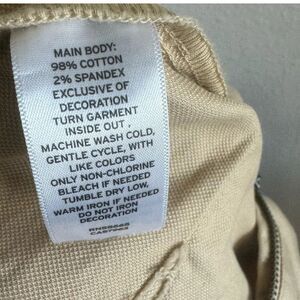 MAIN BODY:
98% COTTON
2% SPANDEX
EXCLUSIVE OF
DECORATION
TURN GARMENT
INSIDE OUT.
MACHINE WASH COLD,
GENTLE CYCLE, WITH
LIKE COLORS
ONLY NON-CHLORINE
BLEACH IF NEEDED
TUMBLE DRY LOW,
WARM IRON IF NEEDED
DO NOT IRON
DECORATION